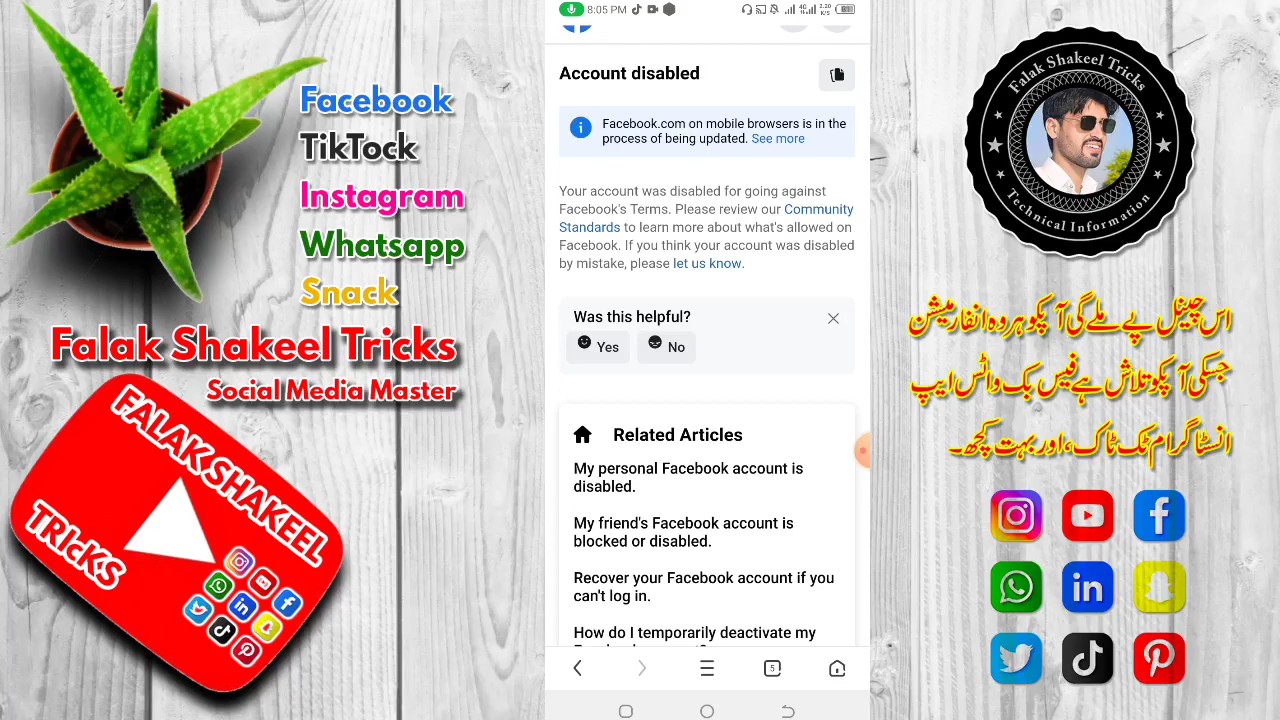 Facebook
TikTock
Instagram
Whatsapp
Snack
Falak Shakeel Tricks
Social Media Master
FALAK SHAKEEL
TRIcKS
8:05 PM
Account disabled
Facebook.com on mobile browsers is in the
process of being updated. See more
Your account was disabled for going against
Facebook's Terms. Please review our Community
Standards to learn more about what's allowed on
Facebook. If you think your account was disabled
by mistake, please let us know.
Was this helpful?
Yes
No
Related Articles
My personal Facebook account is
disabled.
My friend's Facebook account is
blocked or disabled.
Recover your Facebook account if you
can't log in.
How do I temporarily deactivate my
5
Falak Shakeel Tricks
Technical Information
اس چینل پے ملے گی آپکو ہر وہ انفارمیشن
جسکی آپکو تلاش ہے فیس بک واٹس ایپ
انسٹاگرام ٹک ٹاک، اور بہت کچھ۔